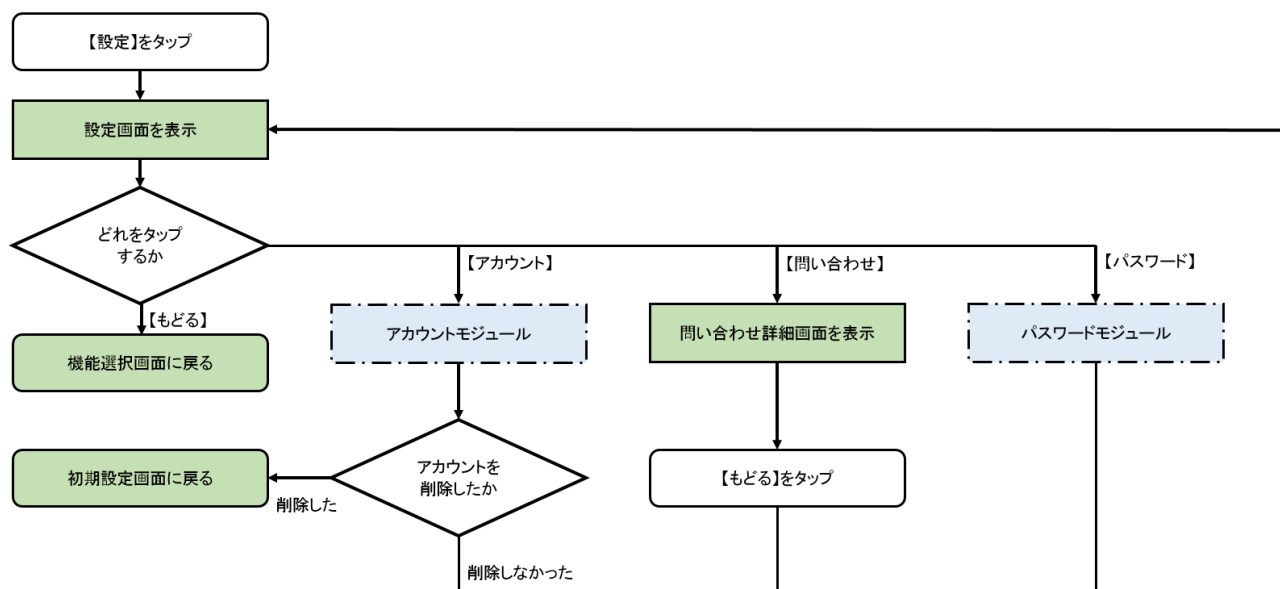 【設定】をタップ
設定画面を表示
どれをタップ
するか
【アカウント】
【問い合わせ】
【パスワード】
【もどる】
アカウントモジュール
問い合わせ詳細画面を表示
パスワードモジュール
機能選択画面に戻る
アカウントを
削除したか
初期設定画面に戻る
【もどる】をタップ
削除した
削除しなかった